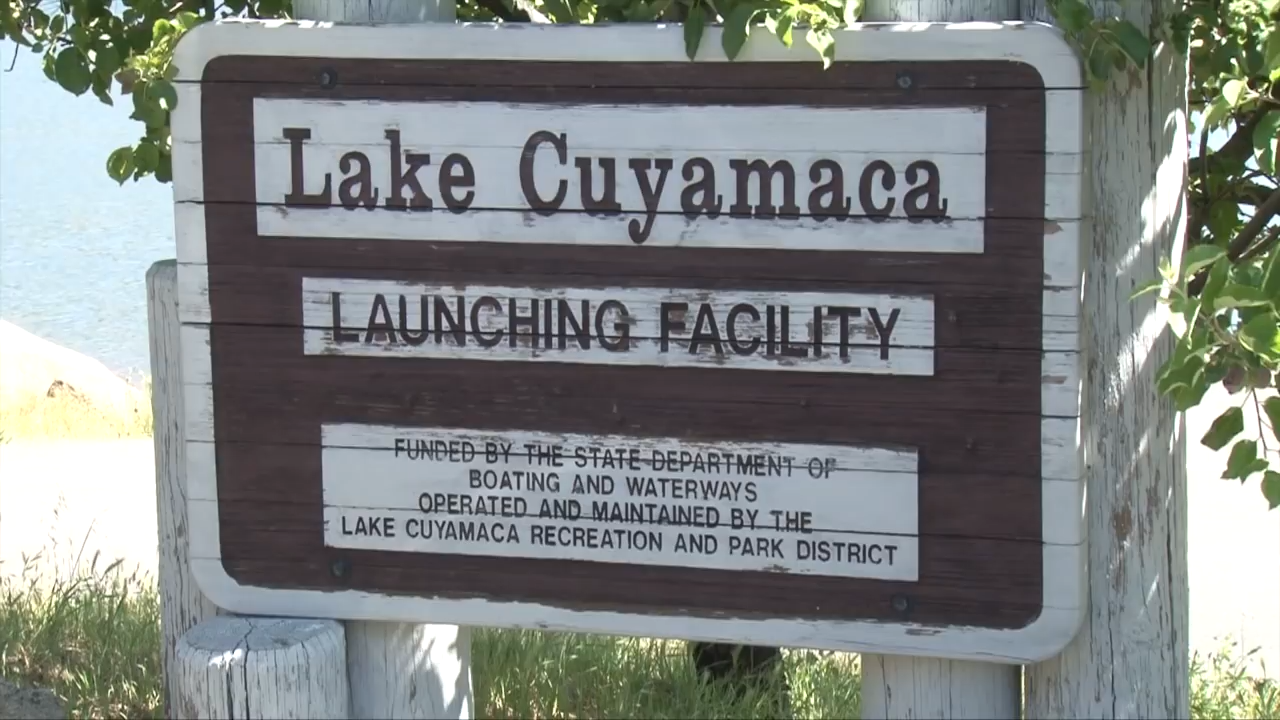 Lake Cuyamaca
LAUNCHING FACILITY
FUNDED BY THE STATE DEPARTMENT OF
BOATING AND WATERWAYS
OPERATED AND MAINTAINED BY THE
LAKE CUYAMACA RECREATION AND PARK DISTRICT